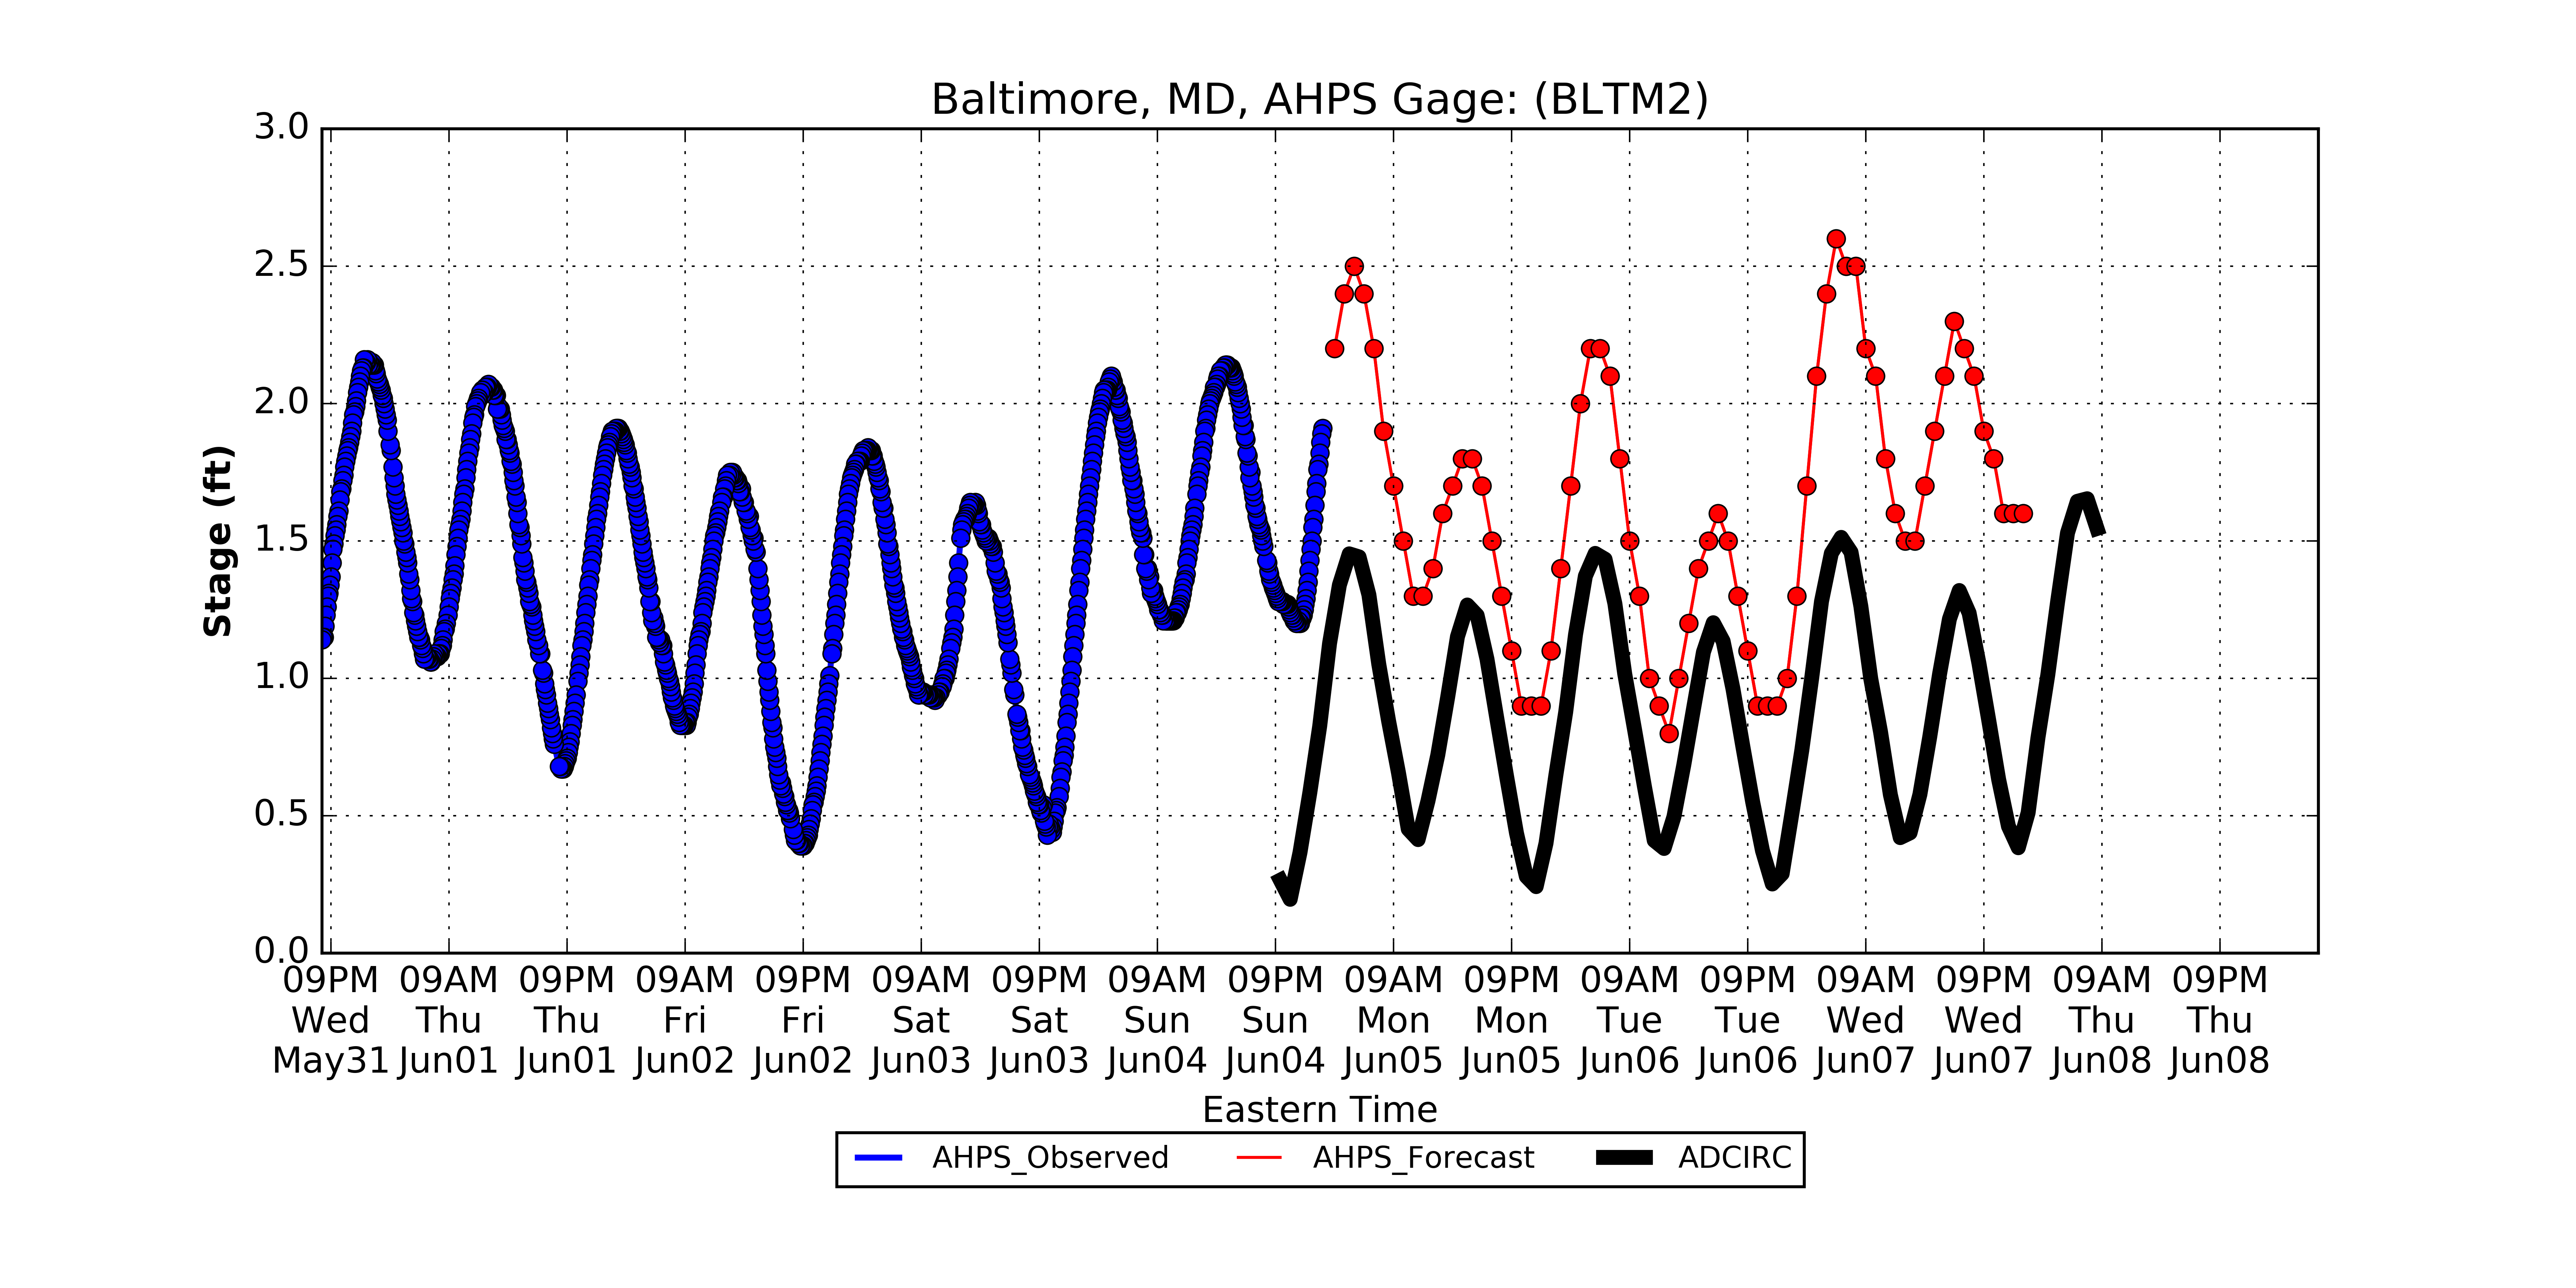 Baltimore, MD, AHPS Gage: (BLTM2)
3.0
2.5
2.0
1.5
1.0
0.5
0.0
Stage (ft)
09PM 09AM 09PM 09AM 09PM 09AM 09PM 09AM 09PM 09AM 09PM 09AM 09PM 09AM 09PM 09AM 09PM
Wed Thu Thu Fri Fri Sat Sat Sun Sun Mon Mon Tue Tue Wed Wed Thu Thu
May31 Jun01 Jun01 Jun02 Jun02 Jun03 Jun03 Jun04 Jun04 Jun05 Jun05 Jun06 Jun06 Jun07 Jun07 Jun08 Jun08
Eastern Time
AHPS_Observed AHPS_Forecast ADCIRC